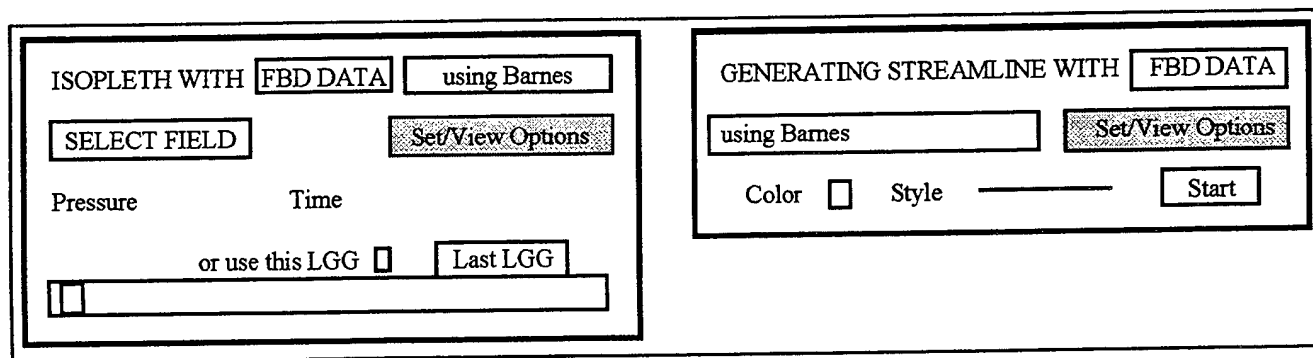 ISOPLETH WITH FBD DATA using Barnes
SELECT FIELD Set/View Options
Pressure Time
or use this LGG Last LGG
GENERATING STREAMLINE WITH FBD DATA
using Barnes Set/View Options
Color Style Start